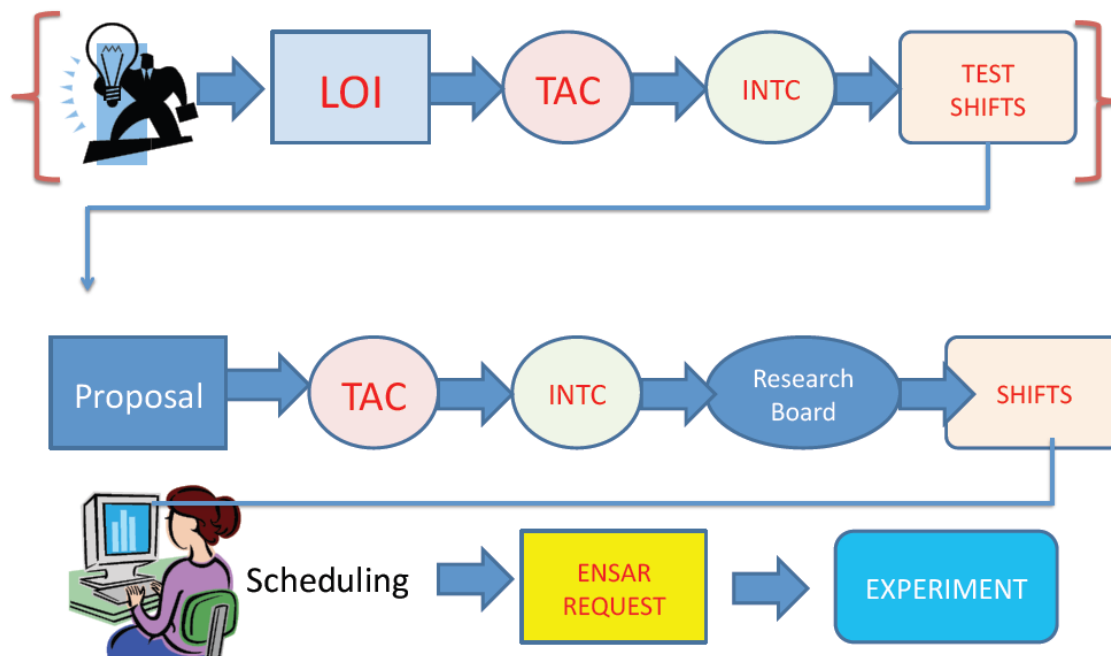 LOI
TAC
INTC
TEST
SHIFTS
Proposal
TAC
INTC
Research
Board
SHIFTS
Scheduling
ENSAR
REQUEST
EXPERIMENT